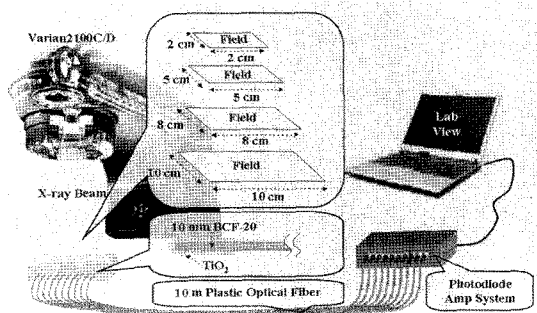 Varian2100C/D
2 cm
Field
2 cm
5 cm
Field
5 cm
8 cm
Field
8 cm
10 cm
Field
10 cm
Lab
View
X-ray Beam
10 mm BCF-20
TiO₂
10 m Plastic Optical Fiber
Photodiode
Amp System